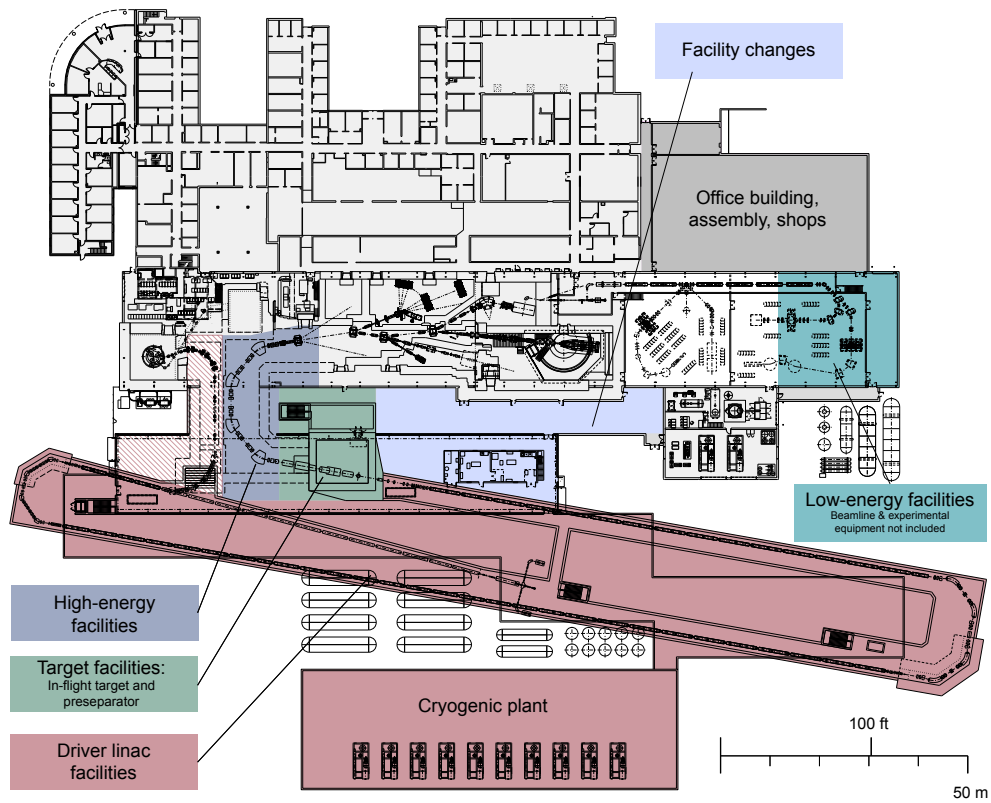 Facility changes
Office building,
assembly, shops
Low-energy facilities
Beamline & experimental
equipment not included
High-energy
facilities
Target facilities:
In-flight target and
preseparator
Driver linac
facilities
Cryogenic plant
100 ft
50 m